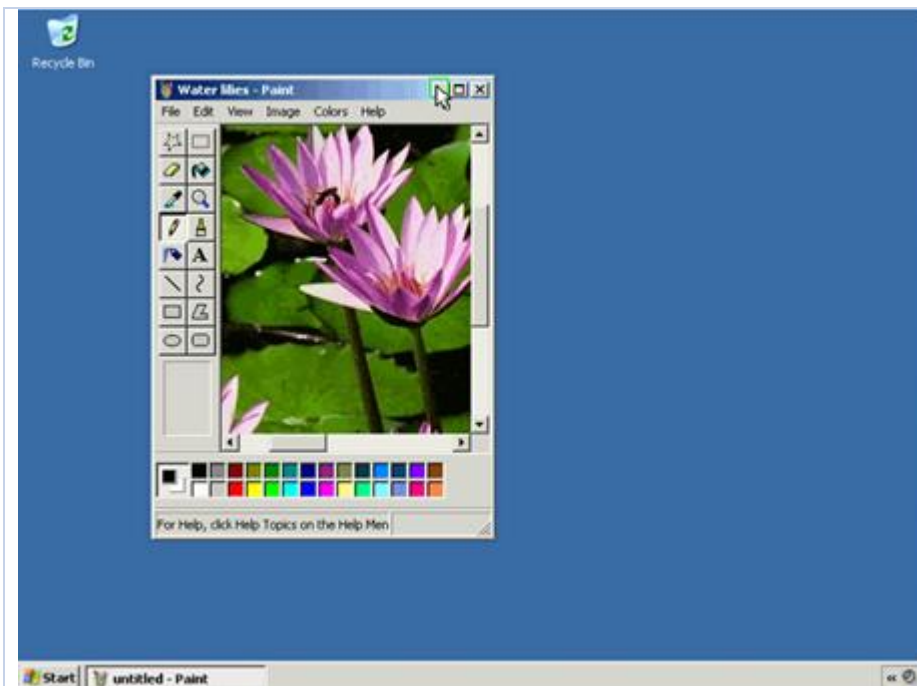 Recycle Bin
Water lilies - Paint
File Edit View Image Colors Help
A
For Help, click Help Topics on the Help Men
Start
untitled - Paint